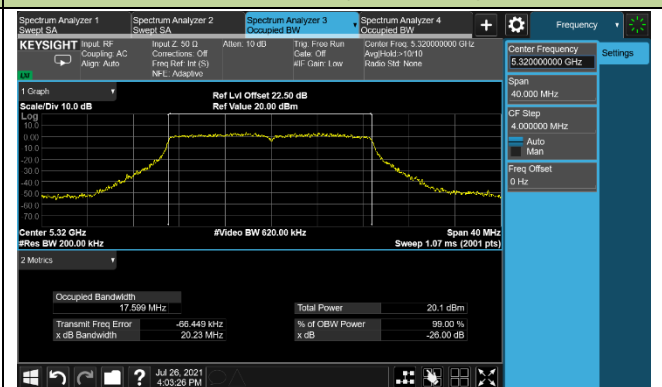 Spectrum Analyzer 1
Swept SA
Spectrum Analyzer 2
Swept SA
Spectrum Analyzer 3
Occupied BW
Spectrum Analyzer 4
Occupied BW
+
Frequency
KEYSIGHT
Input: RF
Coupling: AC
Align: Auto
Input Z: 50 Ω
Corrections: Off
Freq Ref: Int (S)
NFE: Adaptive
Atten: 10 dB
Trig: Free Run
Gate: Off
#IF Gain: Low
Center Freq: 5.320000000 GHz
Avg|Hold:>10/10
Radio Std: None
Center Frequency
5.320000000 GHz
Settings
Span
40.000 MHz
CF Step
4.000000 MHz
Auto
Man
Freq Offset
0 Hz
1 Graph
Scale/Div 10.0 dB
Ref Lvl Offset 22.50 dB
Ref Value 20.00 dBm
Log
10.0
0.00
-10.0
-20.0
-30.0
-40.0
-50.0
-60.0
-70.0
Center 5.32 GHz
#Res BW 200.00 kHz
#Video BW 620.00 kHz
Span 40 MHz
Sweep 1.07 ms (2001 pts)
2 Metrics
Occupied Bandwidth
17.599 MHz
Total Power 20.1 dBm
Transmit Freq Error -66.449 kHz % of OBW Power 99.00 %
x dB Bandwidth 20.23 MHz x dB -26.00 dB
?
Jul 26, 2021
4:03:26 PM